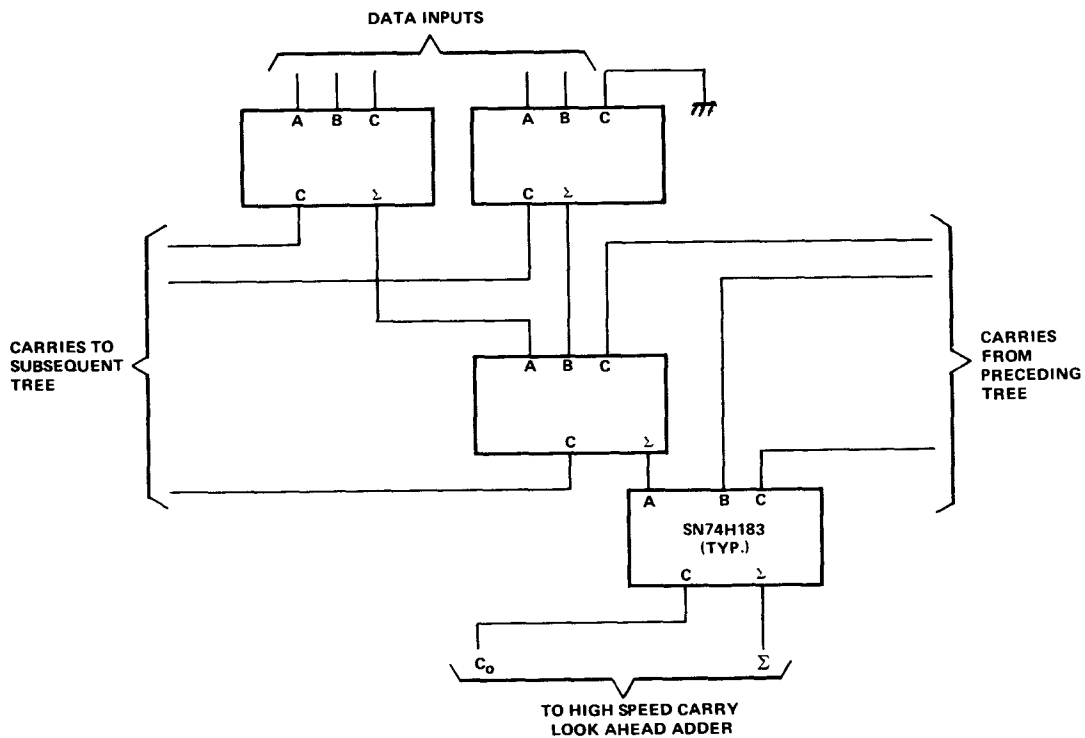 DATA INPUTS
A B C
A B C
C Σ
C Σ
CARRIES TO
SUBSEQUENT
TREE
CARRIES
FROM
PRECEDING
TREE
A B C
C Σ
A B C
SN74H183
(TYP.)
C Σ
Co Σ
TO HIGH SPEED CARRY
LOOK AHEAD ADDER